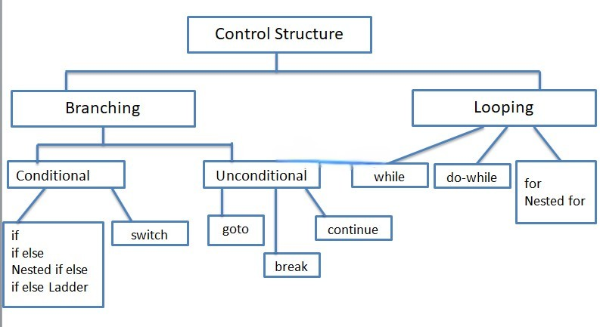 Control Structure
Branching
Looping
Conditional
Unconditional
while
do-while
for
Nested for
if
if else
Nested if else
if else Ladder
switch
goto
continue
break